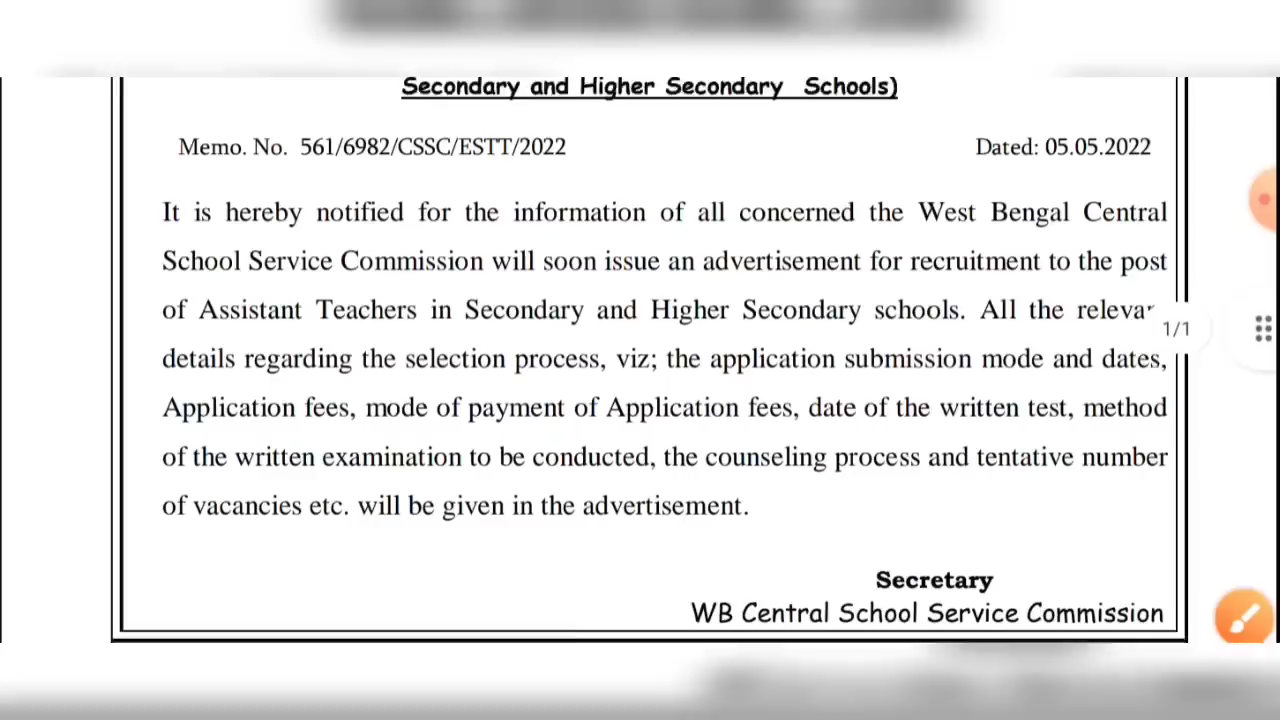 Secondary and Higher Secondary Schools)
Memo. No. 561/6982/CSSC/ESTT/2022 Dated: 05.05.2022
It is hereby notified for the information of all concerned the West Bengal Central
School Service Commission will soon issue an advertisement for recruitment to the post
of Assistant Teachers in Secondary and Higher Secondary schools. All the releva
1/1
details regarding the selection process, viz; the application submission mode and dates,
Application fees, mode of payment of Application fees, date of the written test, method
of the written examination to be conducted, the counseling process and tentative number
of vacancies etc. will be given in the advertisement.
Secretary
WB Central School Service Commission